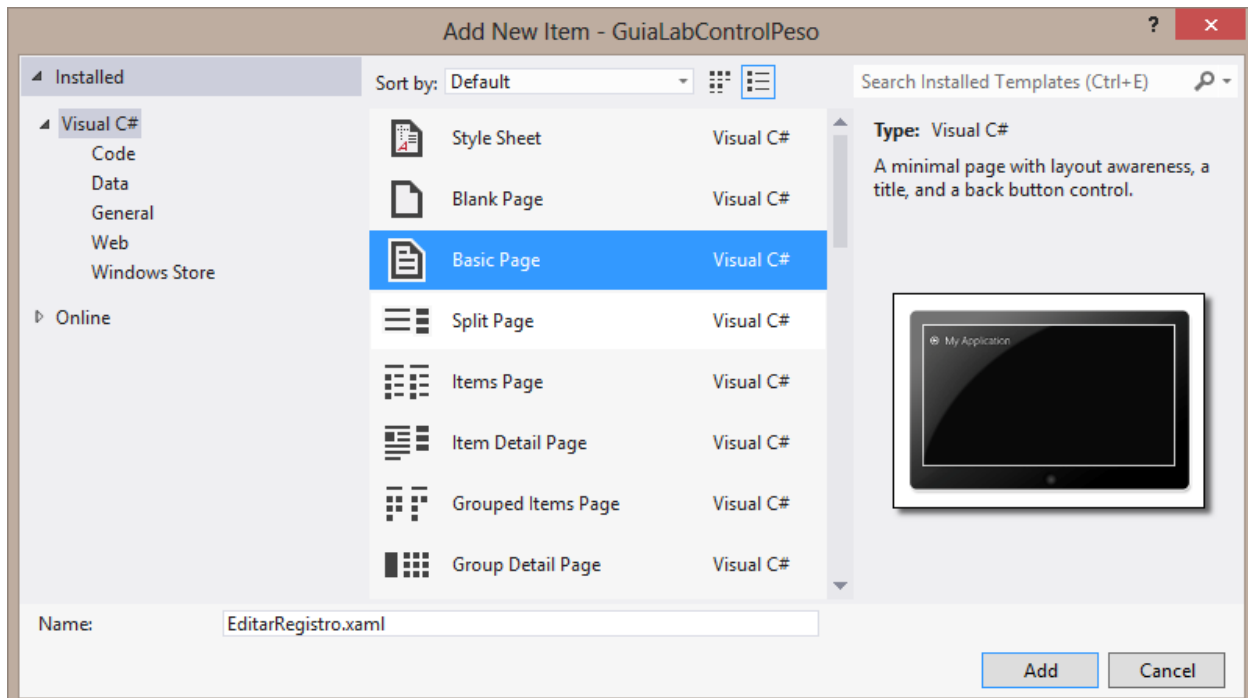 Add New Item - GuiaLabControlPeso
?
Installed
Sort by: Default
Search Installed Templates (Ctrl+E)
Visual C#
Code
Data
General
Web
Windows Store
Online
Style Sheet Visual C#
Blank Page Visual C#
Basic Page Visual C#
Split Page Visual C#
Items Page Visual C#
Item Detail Page Visual C#
Grouped Items Page Visual C#
Group Detail Page Visual C#
Type: Visual C#
A minimal page with layout awareness, a
title, and a back button control.
My Application
Name: EditarRegistro.xaml
Add Cancel